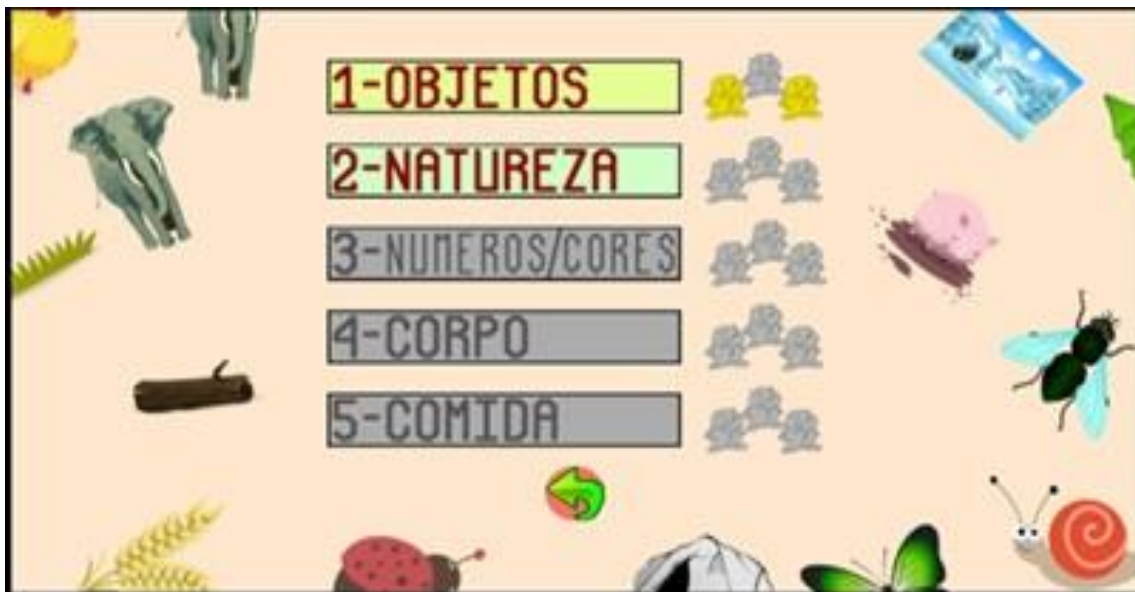 1-OBJETOS
2-NATUREZA
3-NUMEROS/CORES
4-CORPO
5-COMIDA